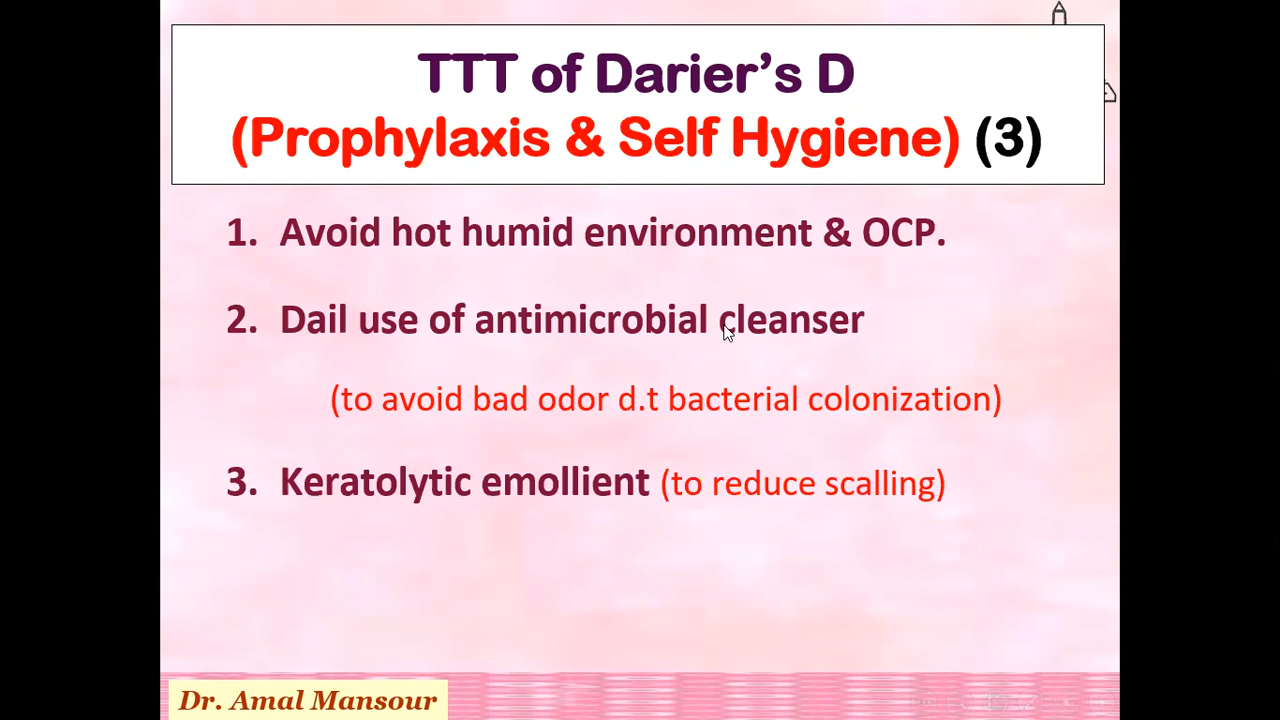 TTT of Darier’s D
(Prophylaxis & Self Hygiene) (3)
1. Avoid hot humid environment & OCP.
2. Dail use of antimicrobial cleanser
(to avoid bad odor d.t bacterial colonization)
3. Keratolytic emollient (to reduce scalling)
Dr. Amal Mansour